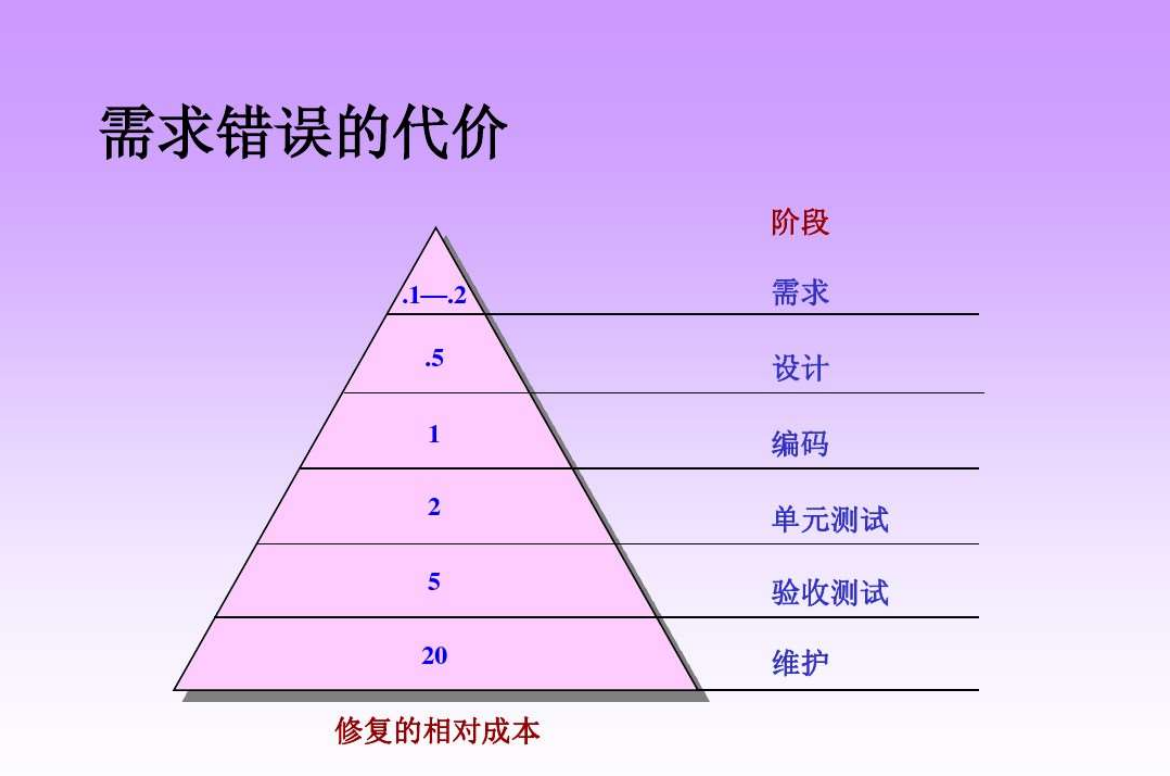 需求错误的代价
阶段
.1—.2 需求
.5 设计
1 编码
2 单元测试
5 验收测试
20 维护
修复的相对成本